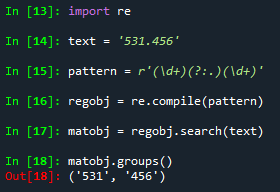 In [13]: import re
In [14]: text = '531.456'
In [15]: pattern = r'(\d+)(?:.)(\d+)'
In [16]: regobj = re.compile(pattern)
In [17]: matobj = regobj.search(text)
In [18]: matobj.groups()
Out[18]: ('531', '456')